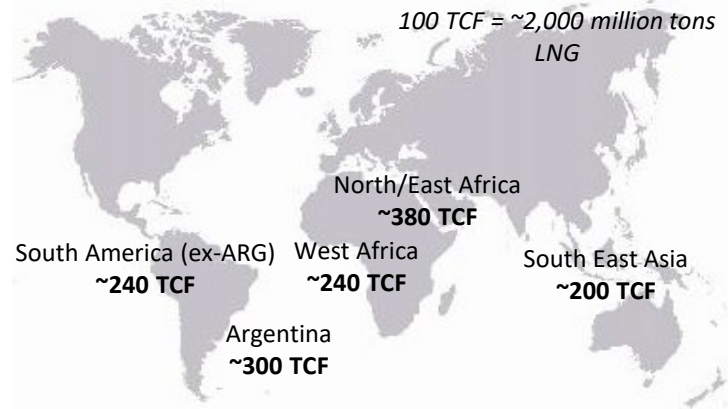 100 TCF = ~2,000 million tons
LNG
North/East Africa
~380 TCF
South America (ex-ARG)
~240 TCF
West Africa
~240 TCF
South East Asia
~200 TCF
Argentina
~300 TCF